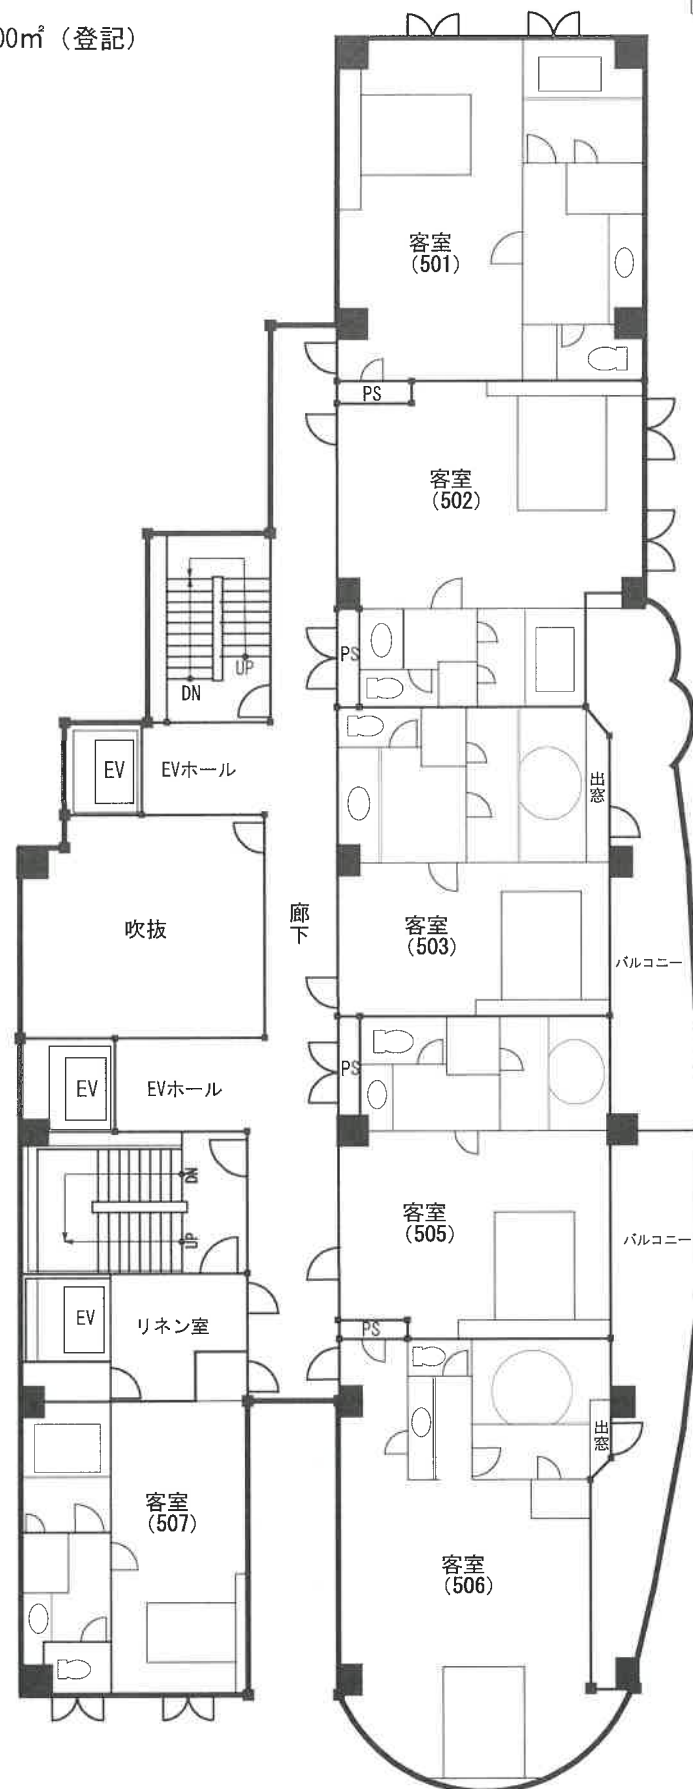 00㎡（登記）
客室
(501)
PS
客室
(502)
PS
DN
UP
EV
EVホール
出窓
吹抜
廊下
客室
(503)
バルコニー
EV
EVホール
PS
DN
UP
客室
(505)
バルコニー
EV
リネン室
PS
出窓
客室
(507)
客室
(506)